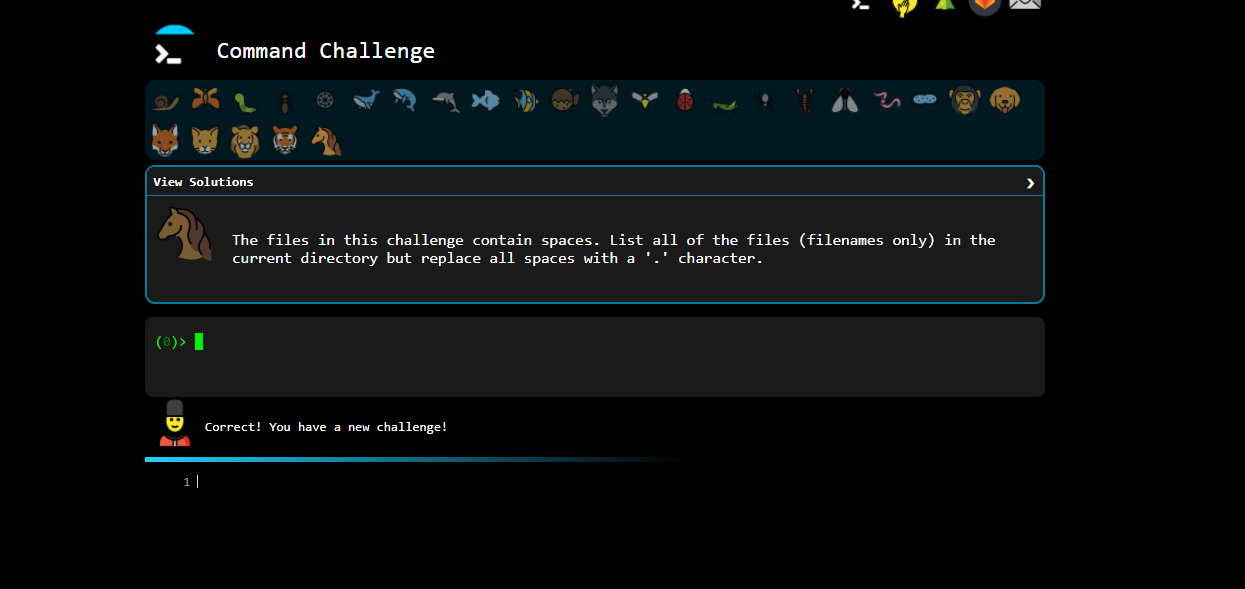 Command Challenge
View Solutions
The files in this challenge contain spaces. List all of the files (filenames only) in the
current directory but replace all spaces with a '.' character.
(0)>
Correct! You have a new challenge!
1